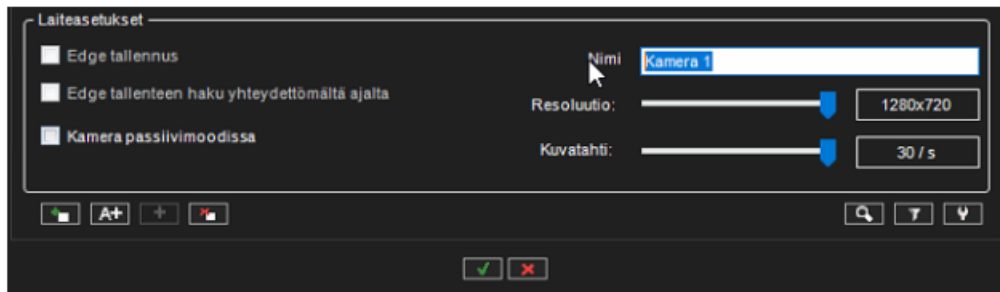 Laiteasetukset
Edge tallennus
Nimi Kamera 1
Edge tallenteen haku yhteydettömältä ajalta
Resoluutio: 1280x720
Kamera passiivimoodissa
Kuvatahti: 30 / s
A+